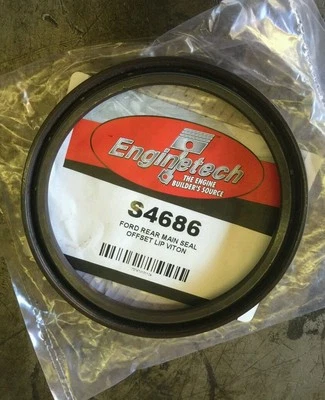 Enginetech
THE ENGINE
BUILDER'S SOURCE
S4686
FORD REAR MAIN SEAL
OFFSET LIP VITON